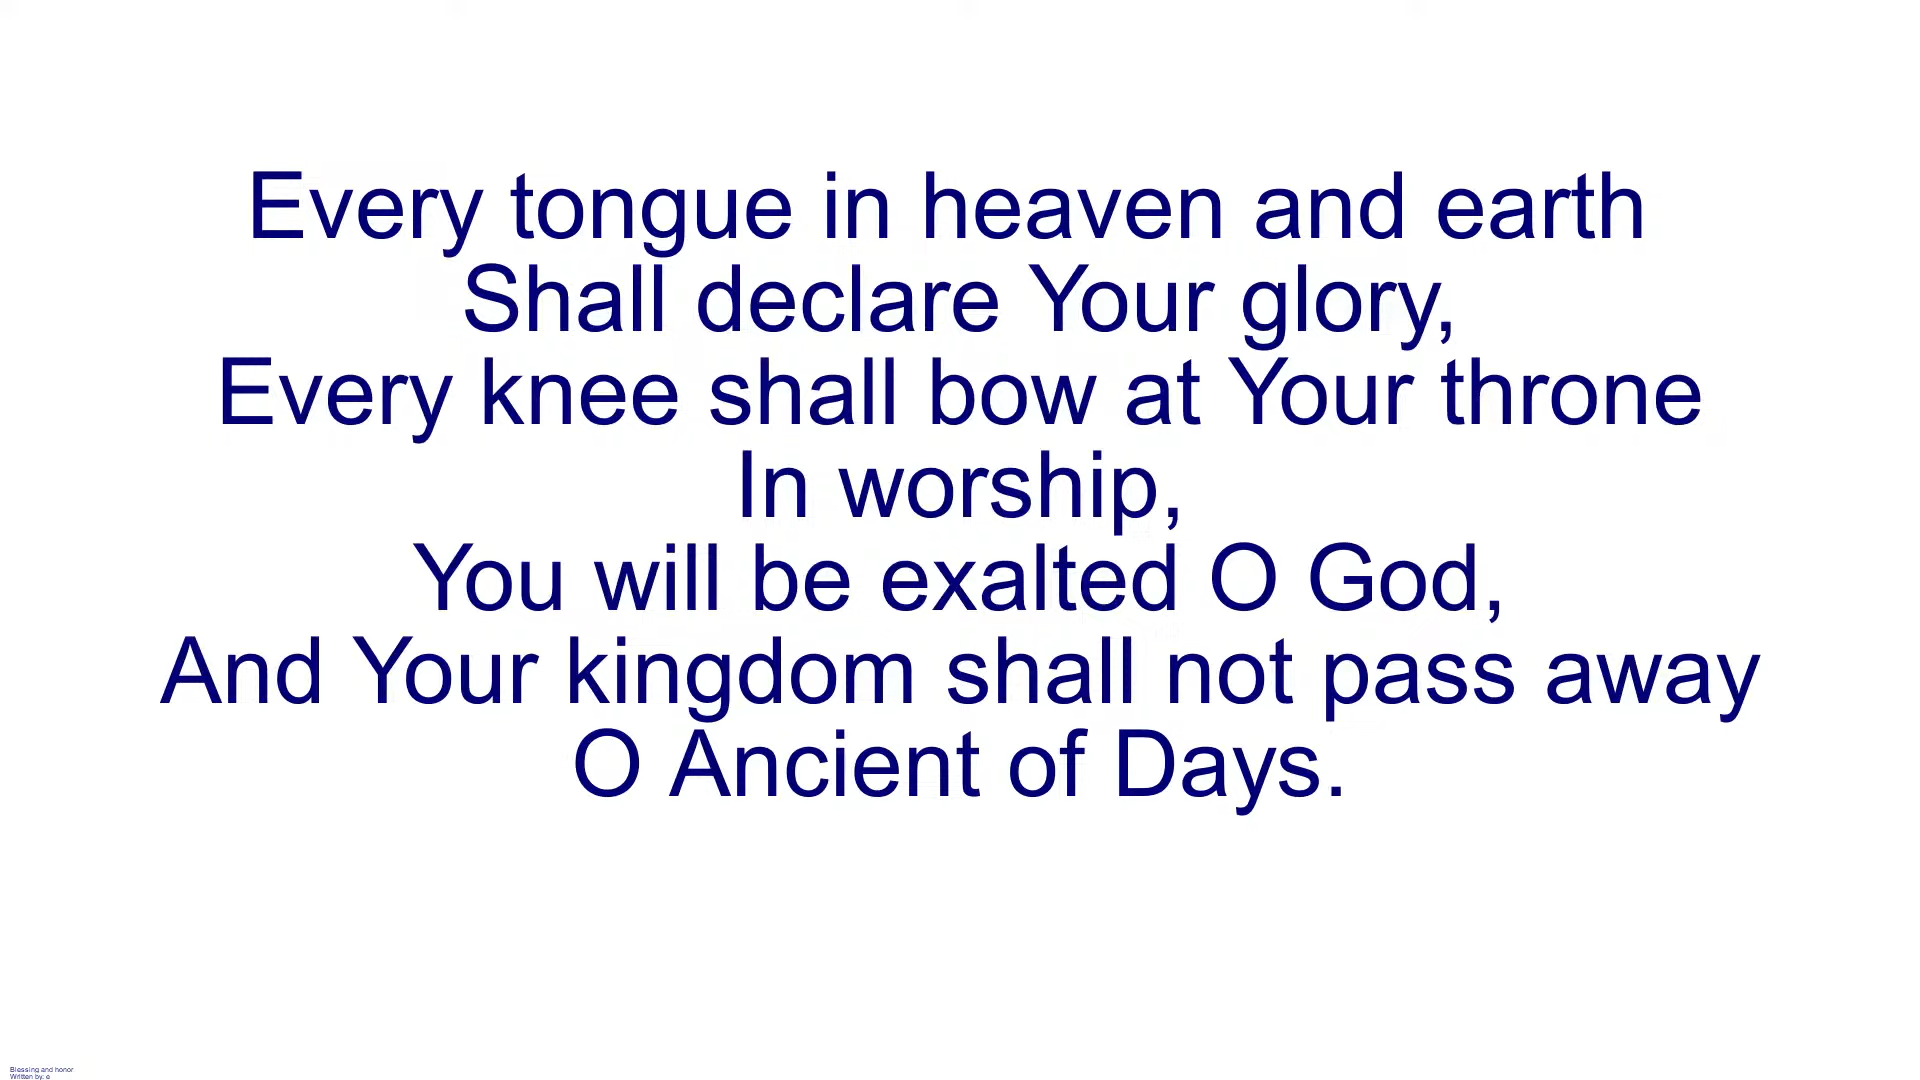 Every tongue in heaven and earth
Shall declare Your glory,
Every knee shall bow at Your throne
In worship,
You will be exalted O God,
And Your kingdom shall not pass away
O Ancient of Days.
Blessing and honor
Written by: e